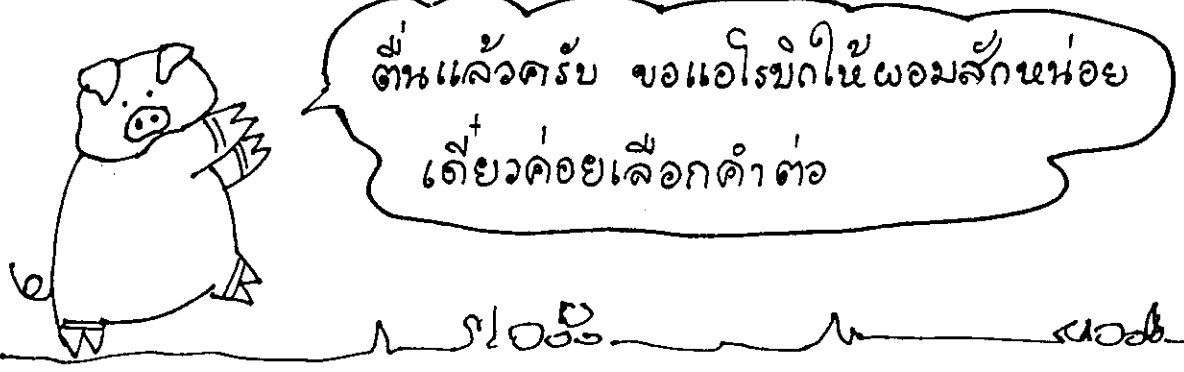 ตื่นแล้วครับ ขอแอโรบิกให้ผอมสักหน่อย
เดี๋ยวค่อยเลือกคำต่อ